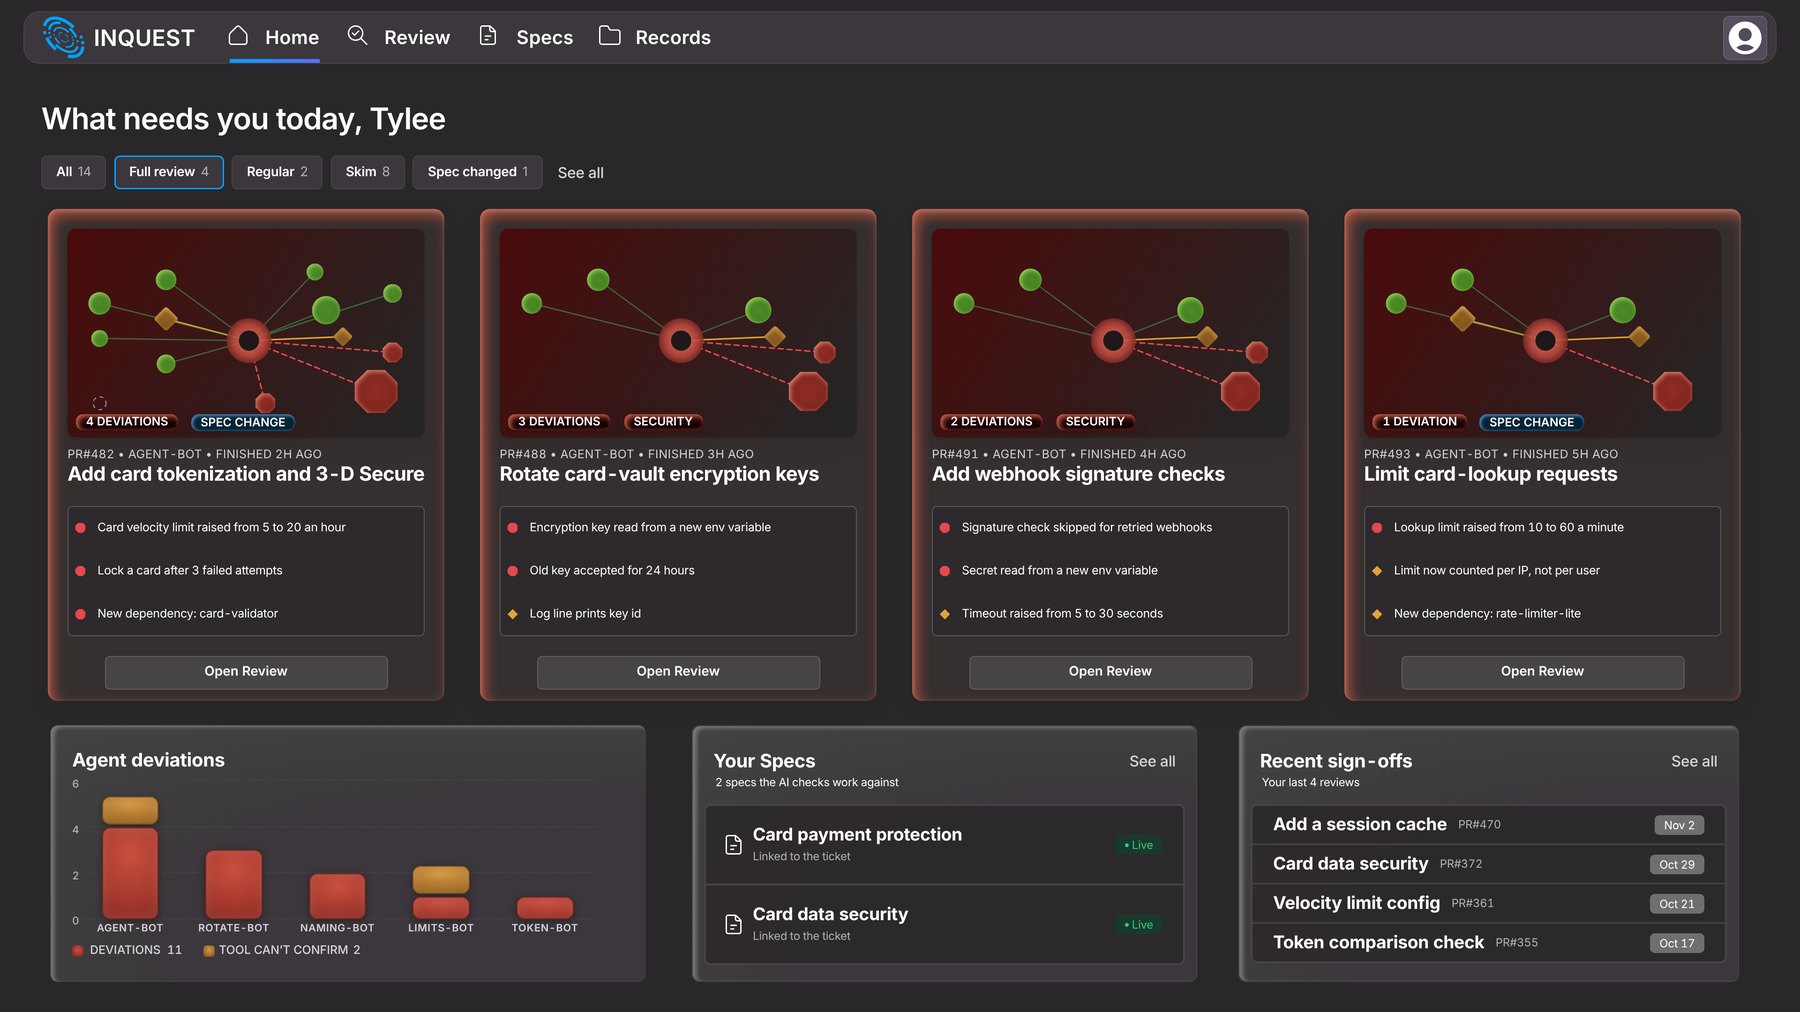 INQUEST
Home
Review
Specs
Records
What needs you today, Tylee
All 14
Full review 4
Regular 2
Skim 8
Spec changed 1
See all
4 DEVIATIONS
SPEC CHANGE
PR#482 • AGENT-BOT • FINISHED 2H AGO
Add card tokenization and 3-D Secure
Card velocity limit raised from 5 to 20 an hour
Lock a card after 3 failed attempts
New dependency: card-validator
Open Review
3 DEVIATIONS
SECURITY
PR#488 • AGENT-BOT • FINISHED 3H AGO
Rotate card-vault encryption keys
Encryption key read from a new env variable
Old key accepted for 24 hours
Log line prints key id
Open Review
2 DEVIATIONS
SECURITY
PR#491 • AGENT-BOT • FINISHED 4H AGO
Add webhook signature checks
Signature check skipped for retried webhooks
Secret read from a new env variable
Timeout raised from 5 to 30 seconds
Open Review
1 DEVIATION
SPEC CHANGE
PR#493 • AGENT-BOT • FINISHED 5H AGO
Limit card-lookup requests
Lookup limit raised from 10 to 60 a minute
Limit now counted per IP, not per user
New dependency: rate-limiter-lite
Open Review
Agent deviations
6
4
2
0
AGENT-BOT
ROTATE-BOT
NAMING-BOT
LIMITS-BOT
TOKEN-BOT
DEVIATIONS 11
TOOL CAN'T CONFIRM 2
Your Specs
See all
2 specs the AI checks work against
Card payment protection
Linked to the ticket
• Live
Card data security
Linked to the ticket
• Live
Recent sign-offs
See all
Your last 4 reviews
Add a session cache PR#470 Nov 2
Card data security PR#372 Oct 29
Velocity limit config PR#361 Oct 21
Token comparison check PR#355 Oct 17